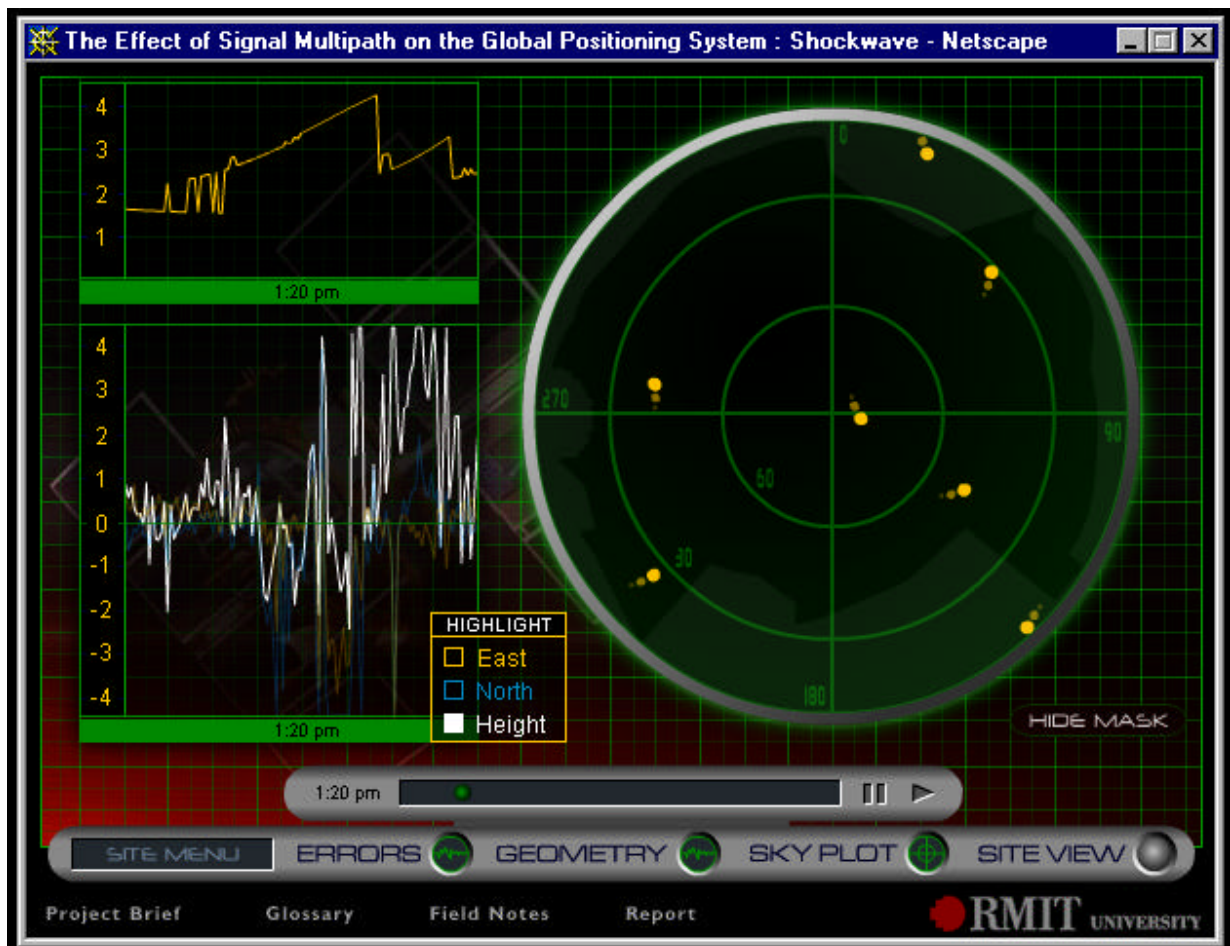 The Effect of Signal Multipath on the Global Positioning System : Shockwave - Netscape
4
3
2
1
1:20 pm
4
3
2
1
0
-1
-2
-3
-4
1:20 pm
HIGHLIGHT
East
North
Height
0
270
90
60
30
180
HIDE MASK
1:20 pm
SITE MENU
ERRORS
GEOMETRY
SKY PLOT
SITE VIEW
Project Brief
Glossary
Field Notes
Report
RMIT UNIVERSITY